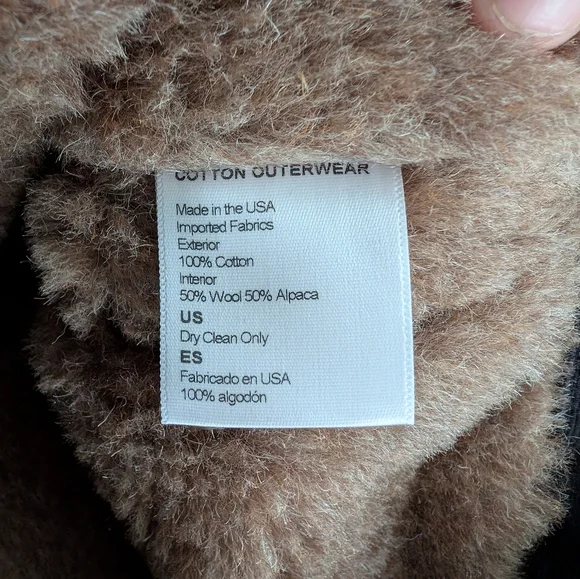 COTTON OUTERWEAR
Made in the USA
Imported Fabrics
Exterior
100% Cotton
Interior
50% Wool 50% Alpaca
US
Dry Clean Only
ES
Fabricado en USA
100% algodón